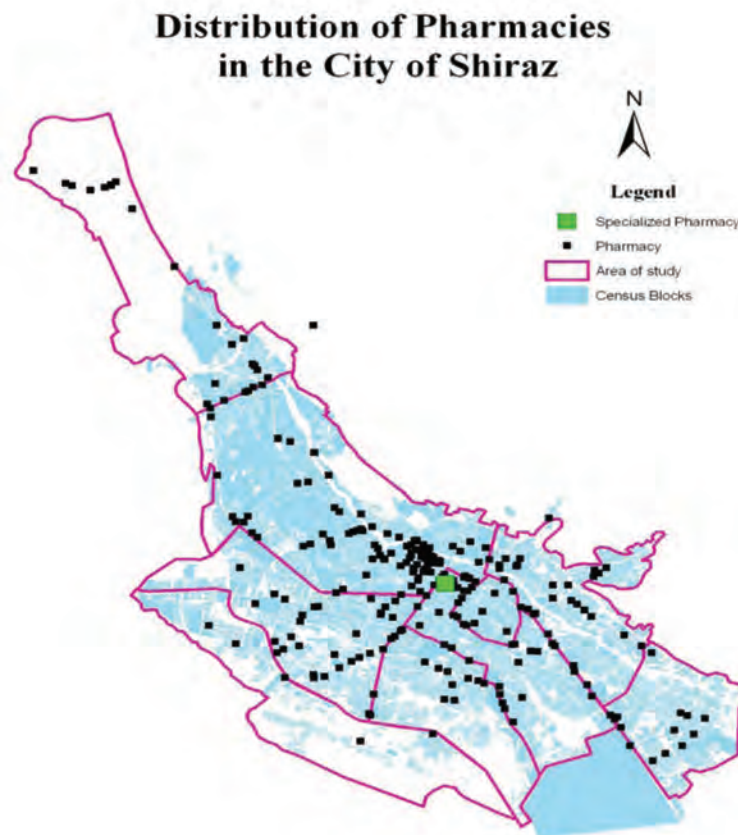 Distribution of Pharmacies
in the City of Shiraz
N
Legend
Specialized Pharmacy
Pharmacy
Area of study
Census Blocks